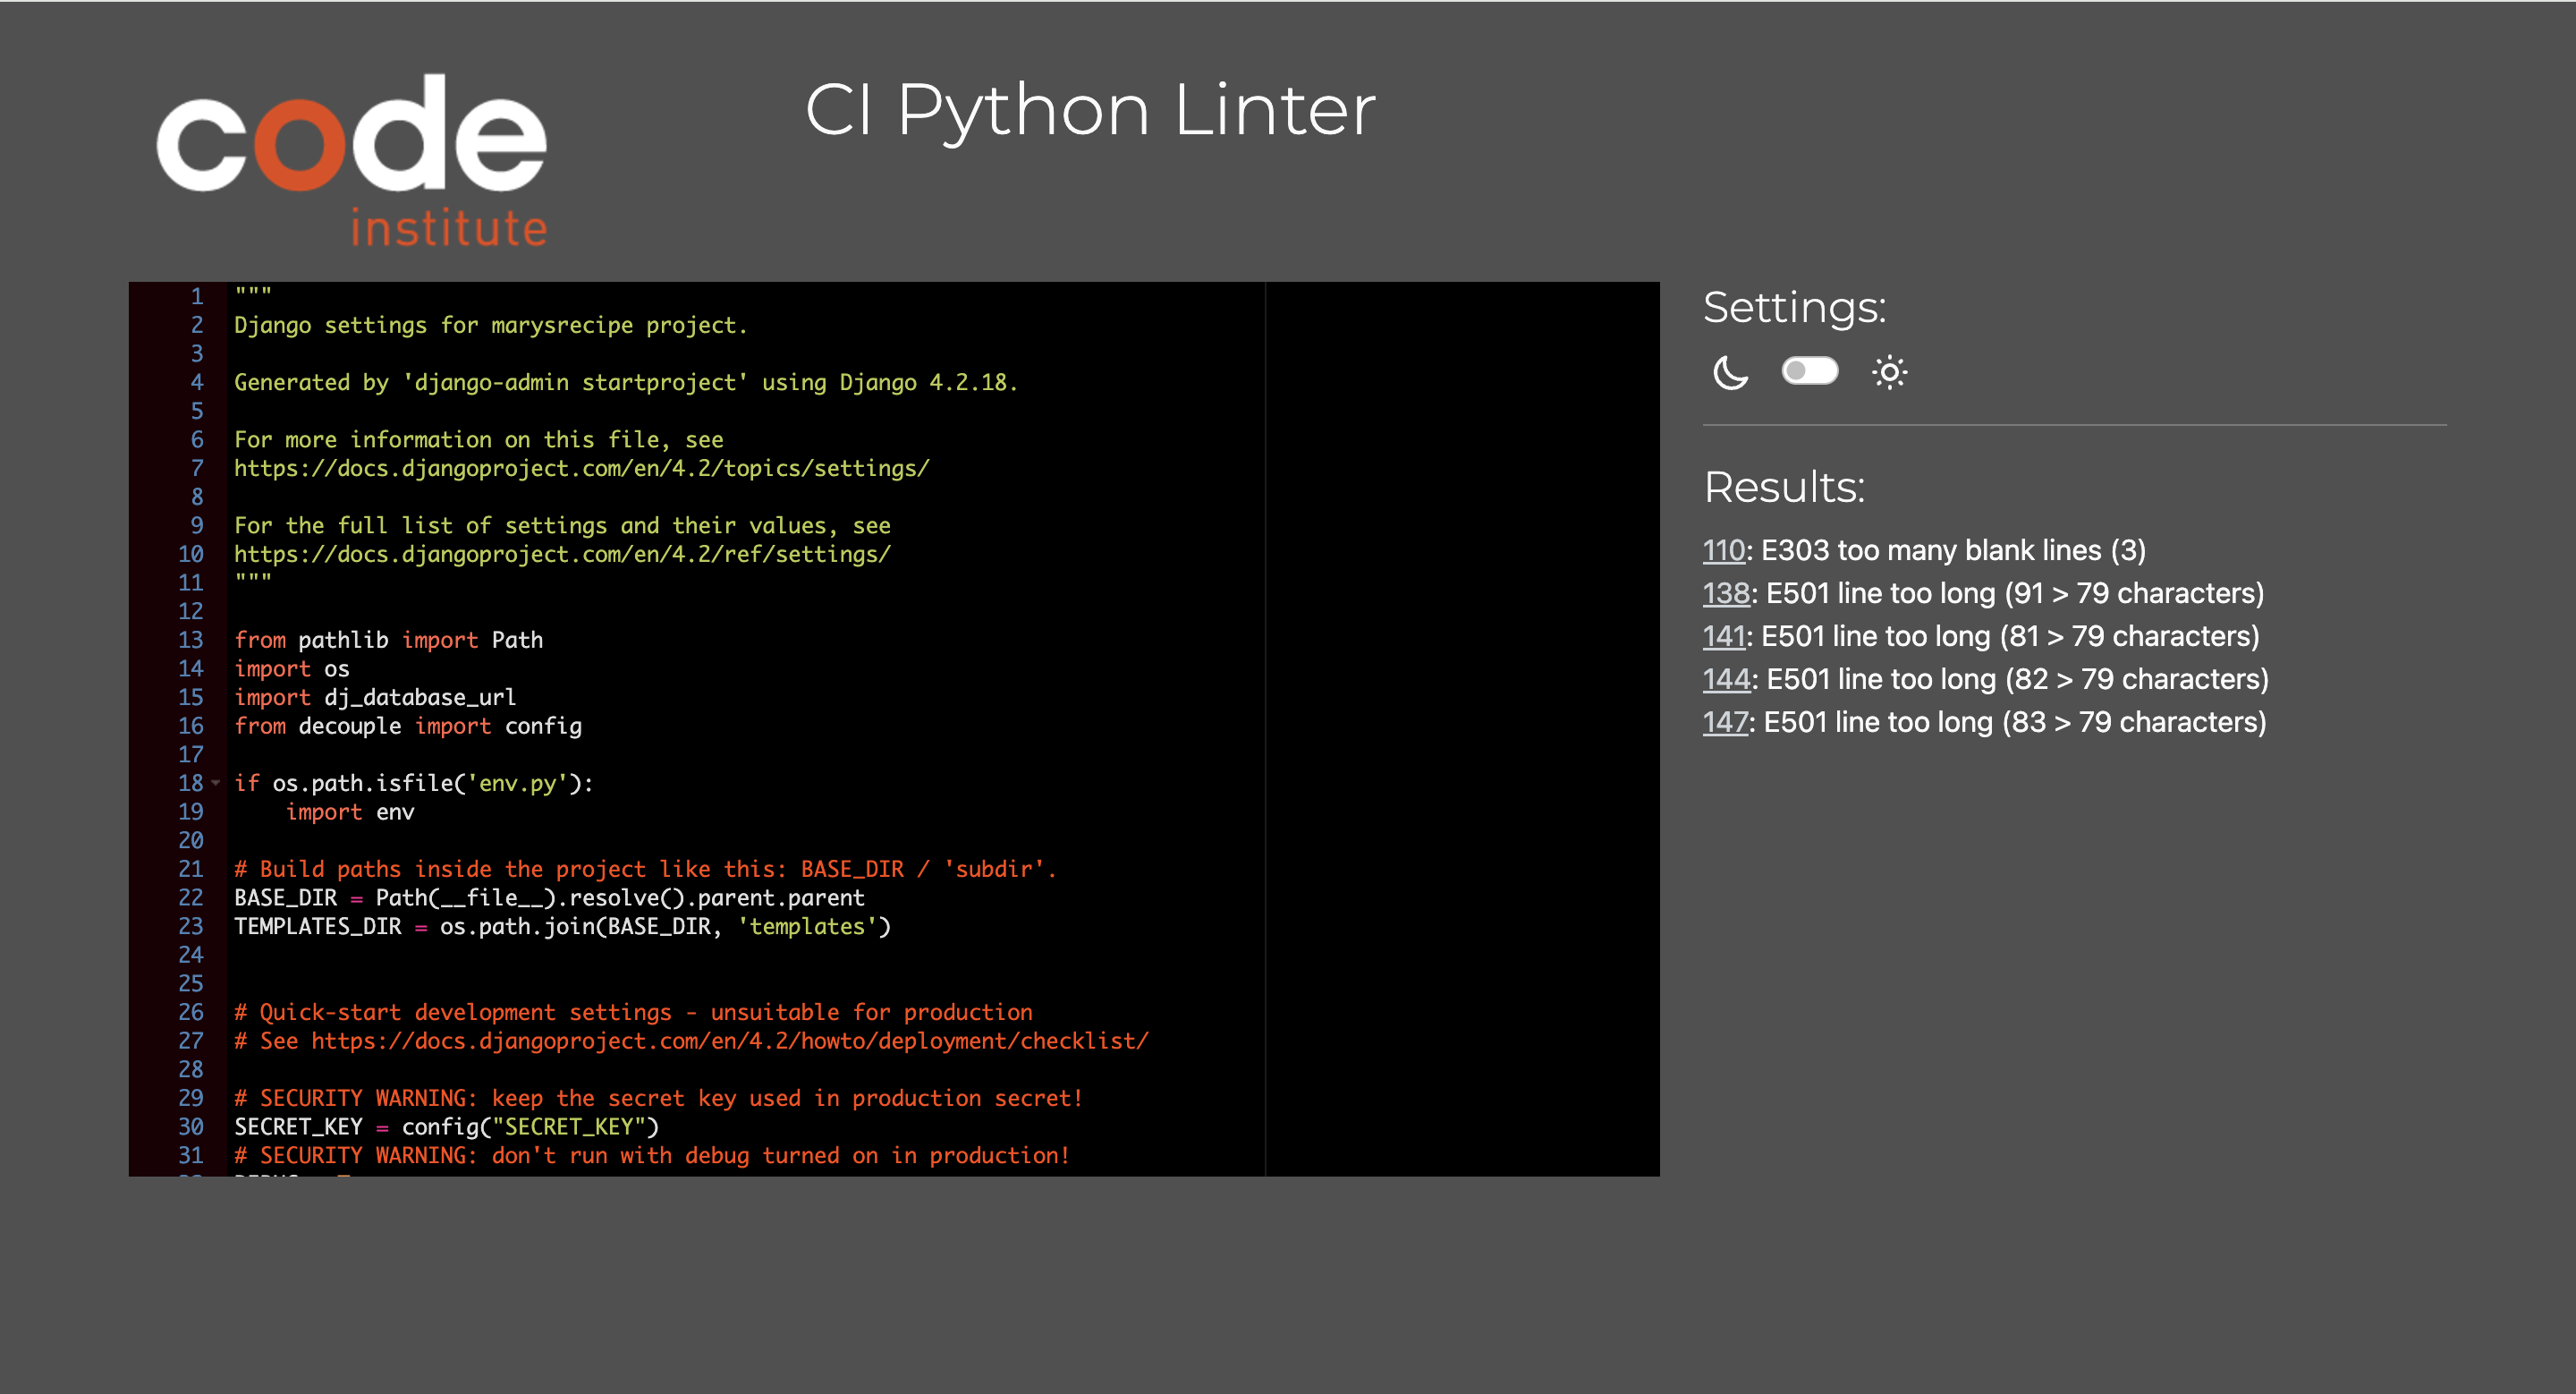 code
institute
CI Python Linter
1 """
2 Django settings for marysrecipe project.
3
4 Generated by 'django-admin startproject' using Django 4.2.18.
5
6 For more information on this file, see
7 https://docs.djangoproject.com/en/4.2/topics/settings/
8
9 For the full list of settings and their values, see
10 https://docs.djangoproject.com/en/4.2/ref/settings/
11 """
12
13 from pathlib import Path
14 import os
15 import dj_database_url
16 from decouple import config
17
18 if os.path.isfile('env.py'):
19     import env
20
21 # Build paths inside the project like this: BASE_DIR / 'subdir'.
22 BASE_DIR = Path(__file__).resolve().parent.parent
23 TEMPLATES_DIR = os.path.join(BASE_DIR, 'templates')
24
25
26 # Quick-start development settings - unsuitable for production
27 # See https://docs.djangoproject.com/en/4.2/howto/deployment/checklist/
28
29 # SECURITY WARNING: keep the secret key used in production secret!
30 SECRET_KEY = config("SECRET_KEY")
31 # SECURITY WARNING: don't run with debug turned on in production!
Settings:
Results:
110: E303 too many blank lines (3)
138: E501 line too long (91 > 79 characters)
141: E501 line too long (81 > 79 characters)
144: E501 line too long (82 > 79 characters)
147: E501 line too long (83 > 79 characters)